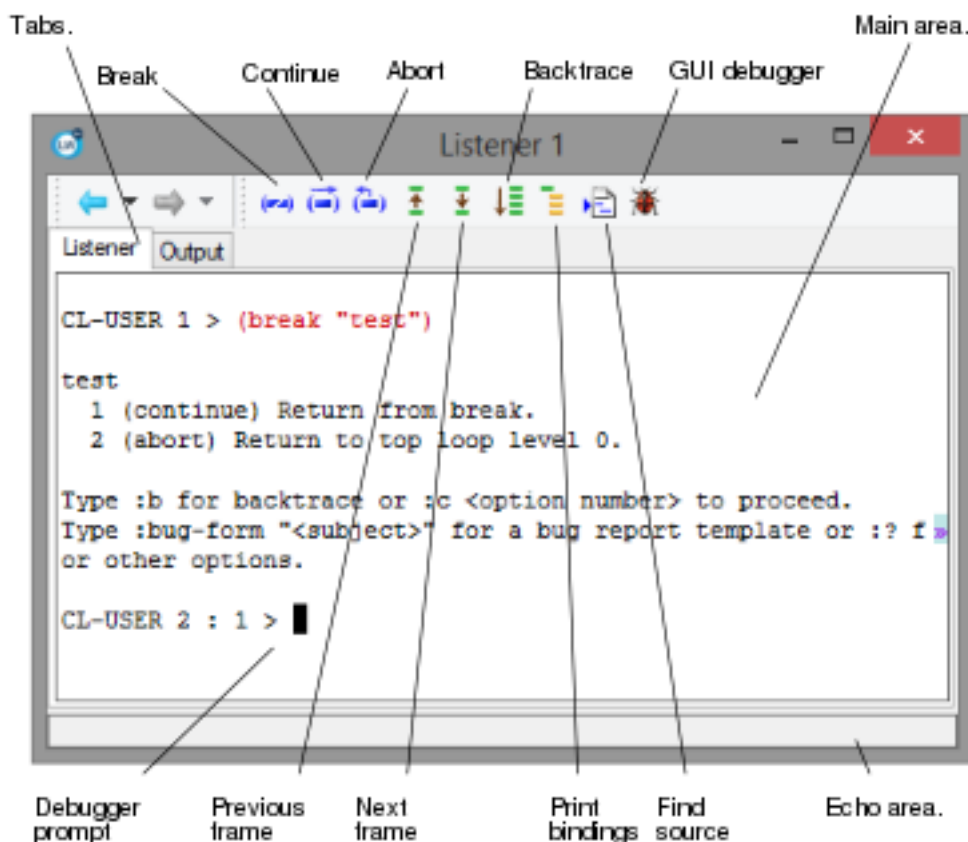 Tabs.
Main area.
Break
Continue
Abort
Backtrace
GUI debugger
Listener 1
Listener
Output
CL-USER 1 > (break "test")
test
1 (continue) Return from break.
2 (abort) Return to top loop level 0.
Type :b for backtrace or :c <option number> to proceed.
Type :bug-form "<subject>" for a bug report template or :? f
or other options.
CL-USER 2 : 1 >
Debugger prompt
Previous frame
Next frame
Print bindings
Find source
Echo area.